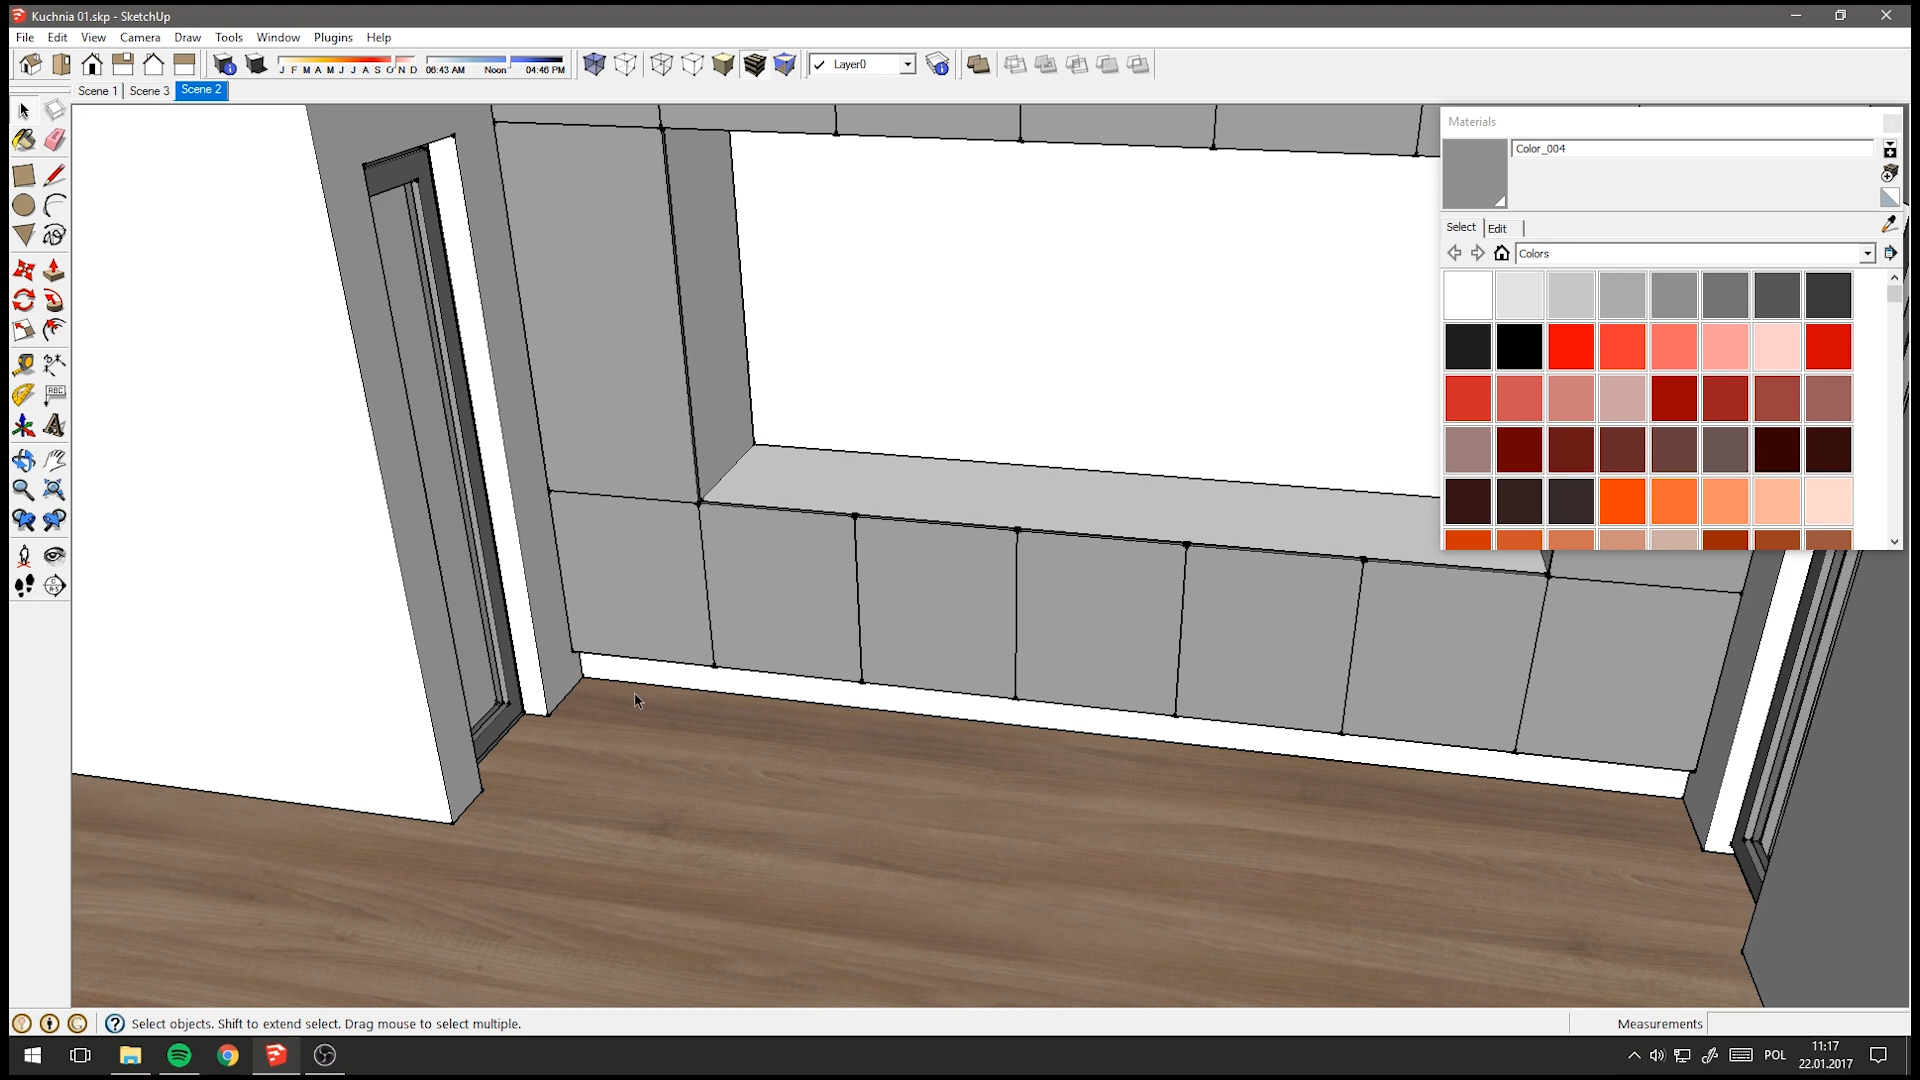 Kuchnia 01.skp - SketchUp
File Edit View Camera Draw Tools Window Plugins Help
J F M A M J J A S O N D 06:43 AM Noon 04:46 PM Layer0
Scene 1 Scene 3 Scene 2
Materials
Color_004
Select Edit
Colors
ABC
Select objects. Shift to extend select. Drag mouse to select multiple.
Measurements
POL
11:17
22.01.2017